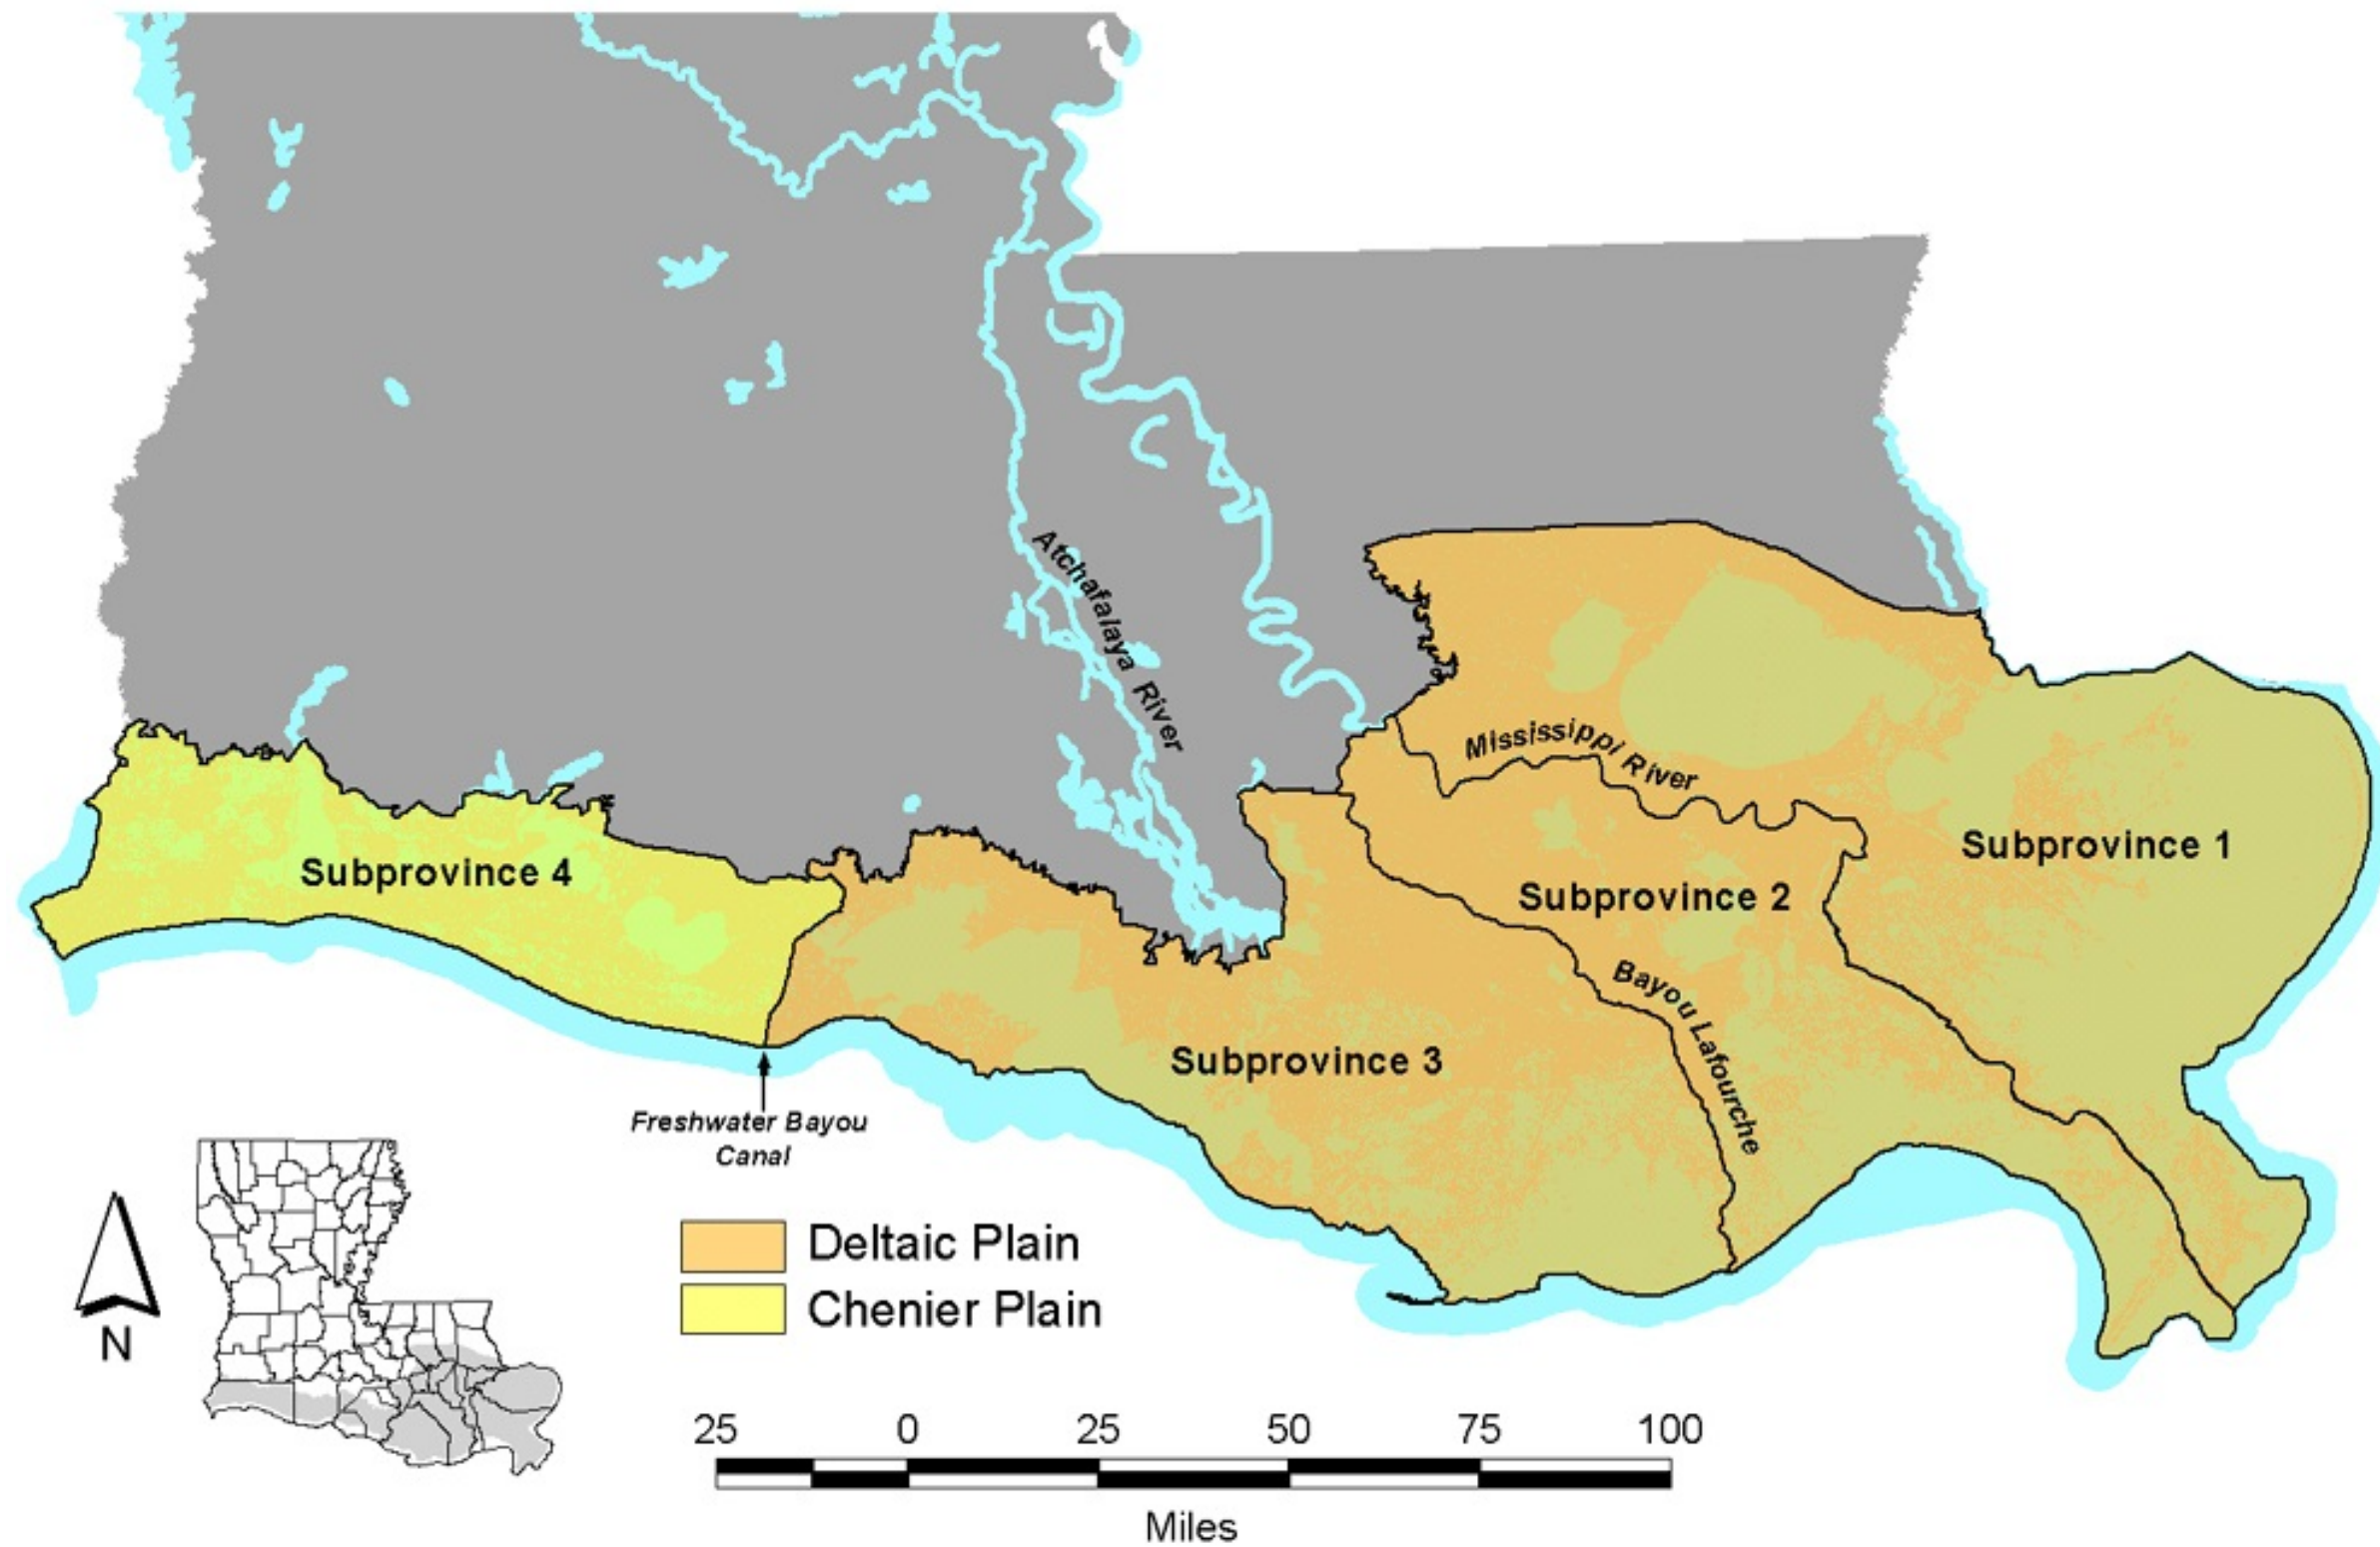 Atchafalaya River
Mississippi River
Subprovince 1
Subprovince 4
Subprovince 2
Bayou Lafourche
Subprovince 3
Freshwater Bayou
Canal
Deltaic Plain
Chenier Plain
N
25 0 25 50 75 100
Miles